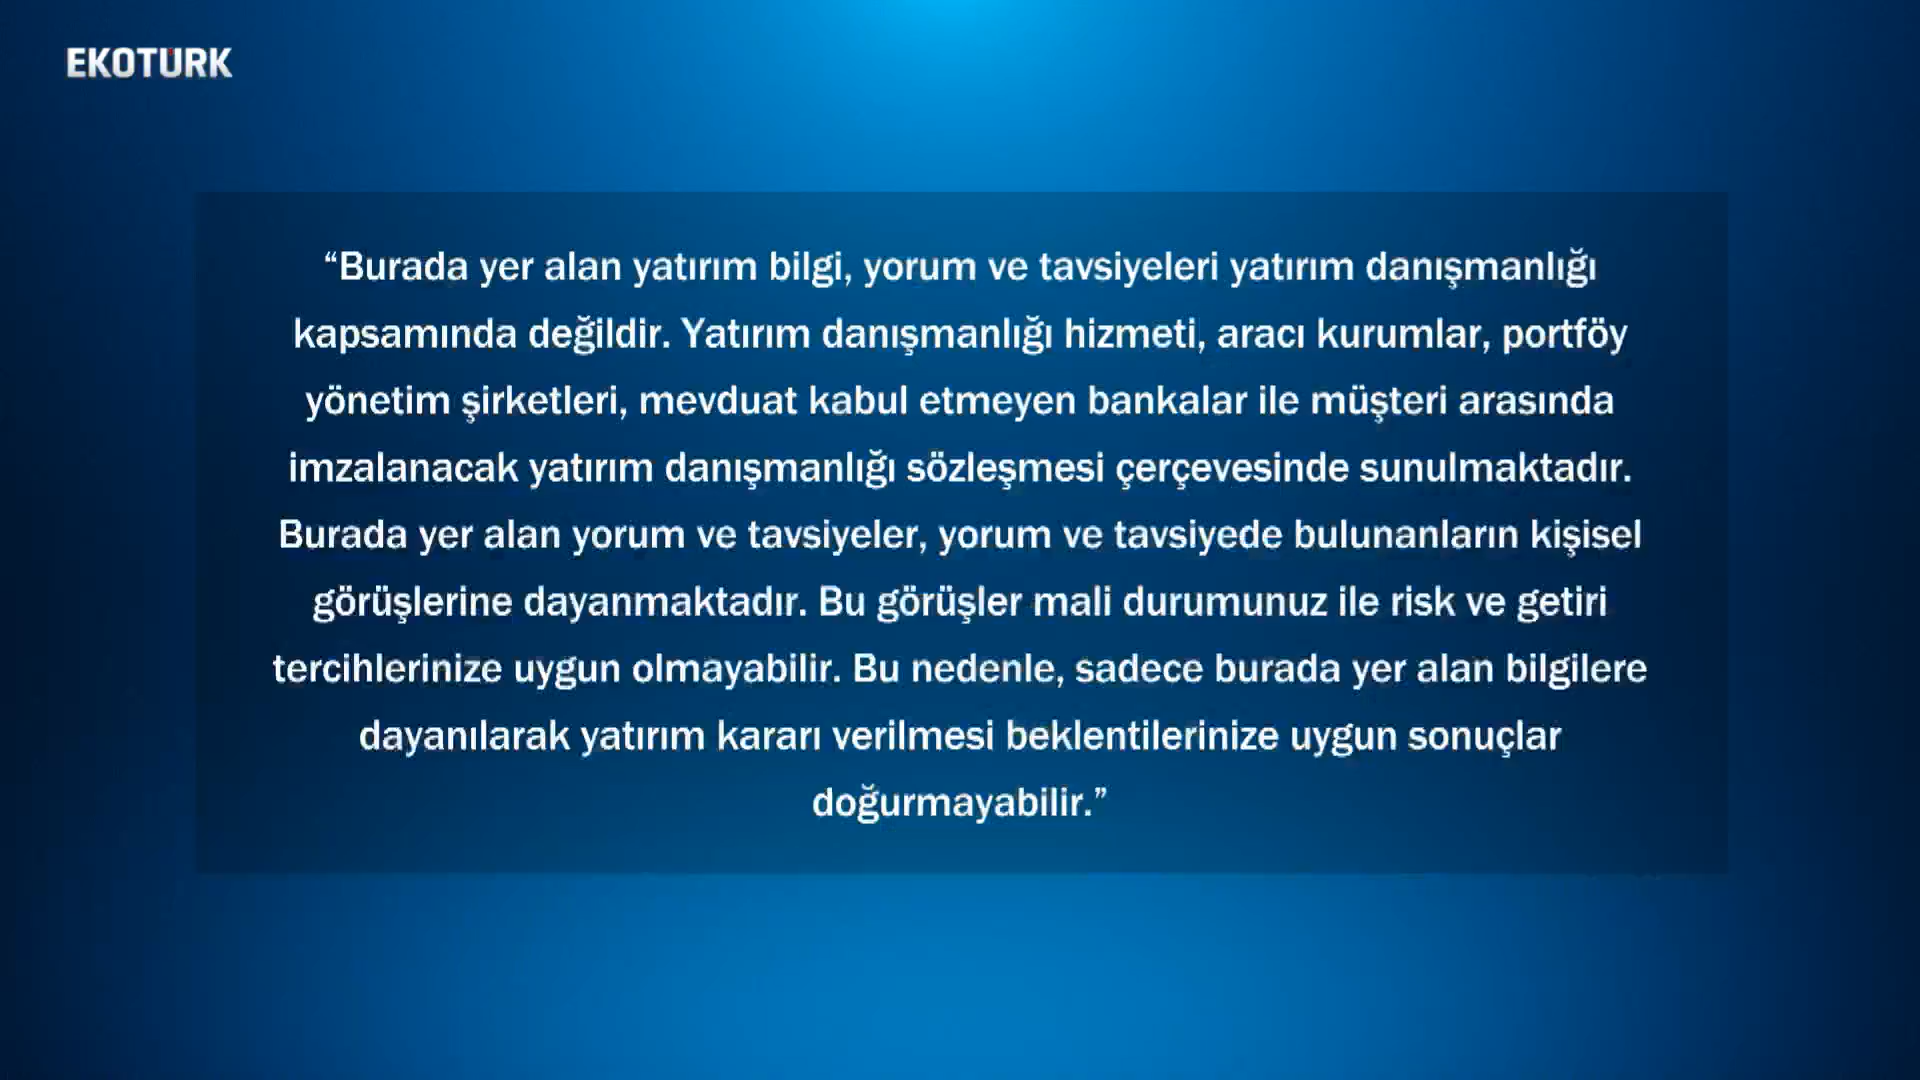 EKOTÜRK
“Burada yer alan yatırım bilgi, yorum ve tavsiyeleri yatırım danışmanlığı
kapsamında değildir. Yatırım danışmanlığı hizmeti, aracı kurumlar, portföy
yönetim şirketleri, mevduat kabul etmeyen bankalar ile müşteri arasında
imzalanacak yatırım danışmanlığı sözleşmesi çerçevesinde sunulmaktadır.
Burada yer alan yorum ve tavsiyeler, yorum ve tavsiyede bulunanların kişisel
görüşlerine dayanmaktadır. Bu görüşler mali durumunuz ile risk ve getiri
tercihlerinize uygun olmayabilir. Bu nedenle, sadece burada yer alan bilgilere
dayanılarak yatırım kararı verilmesi beklentilerinize uygun sonuçlar
doğurmayabilir.”